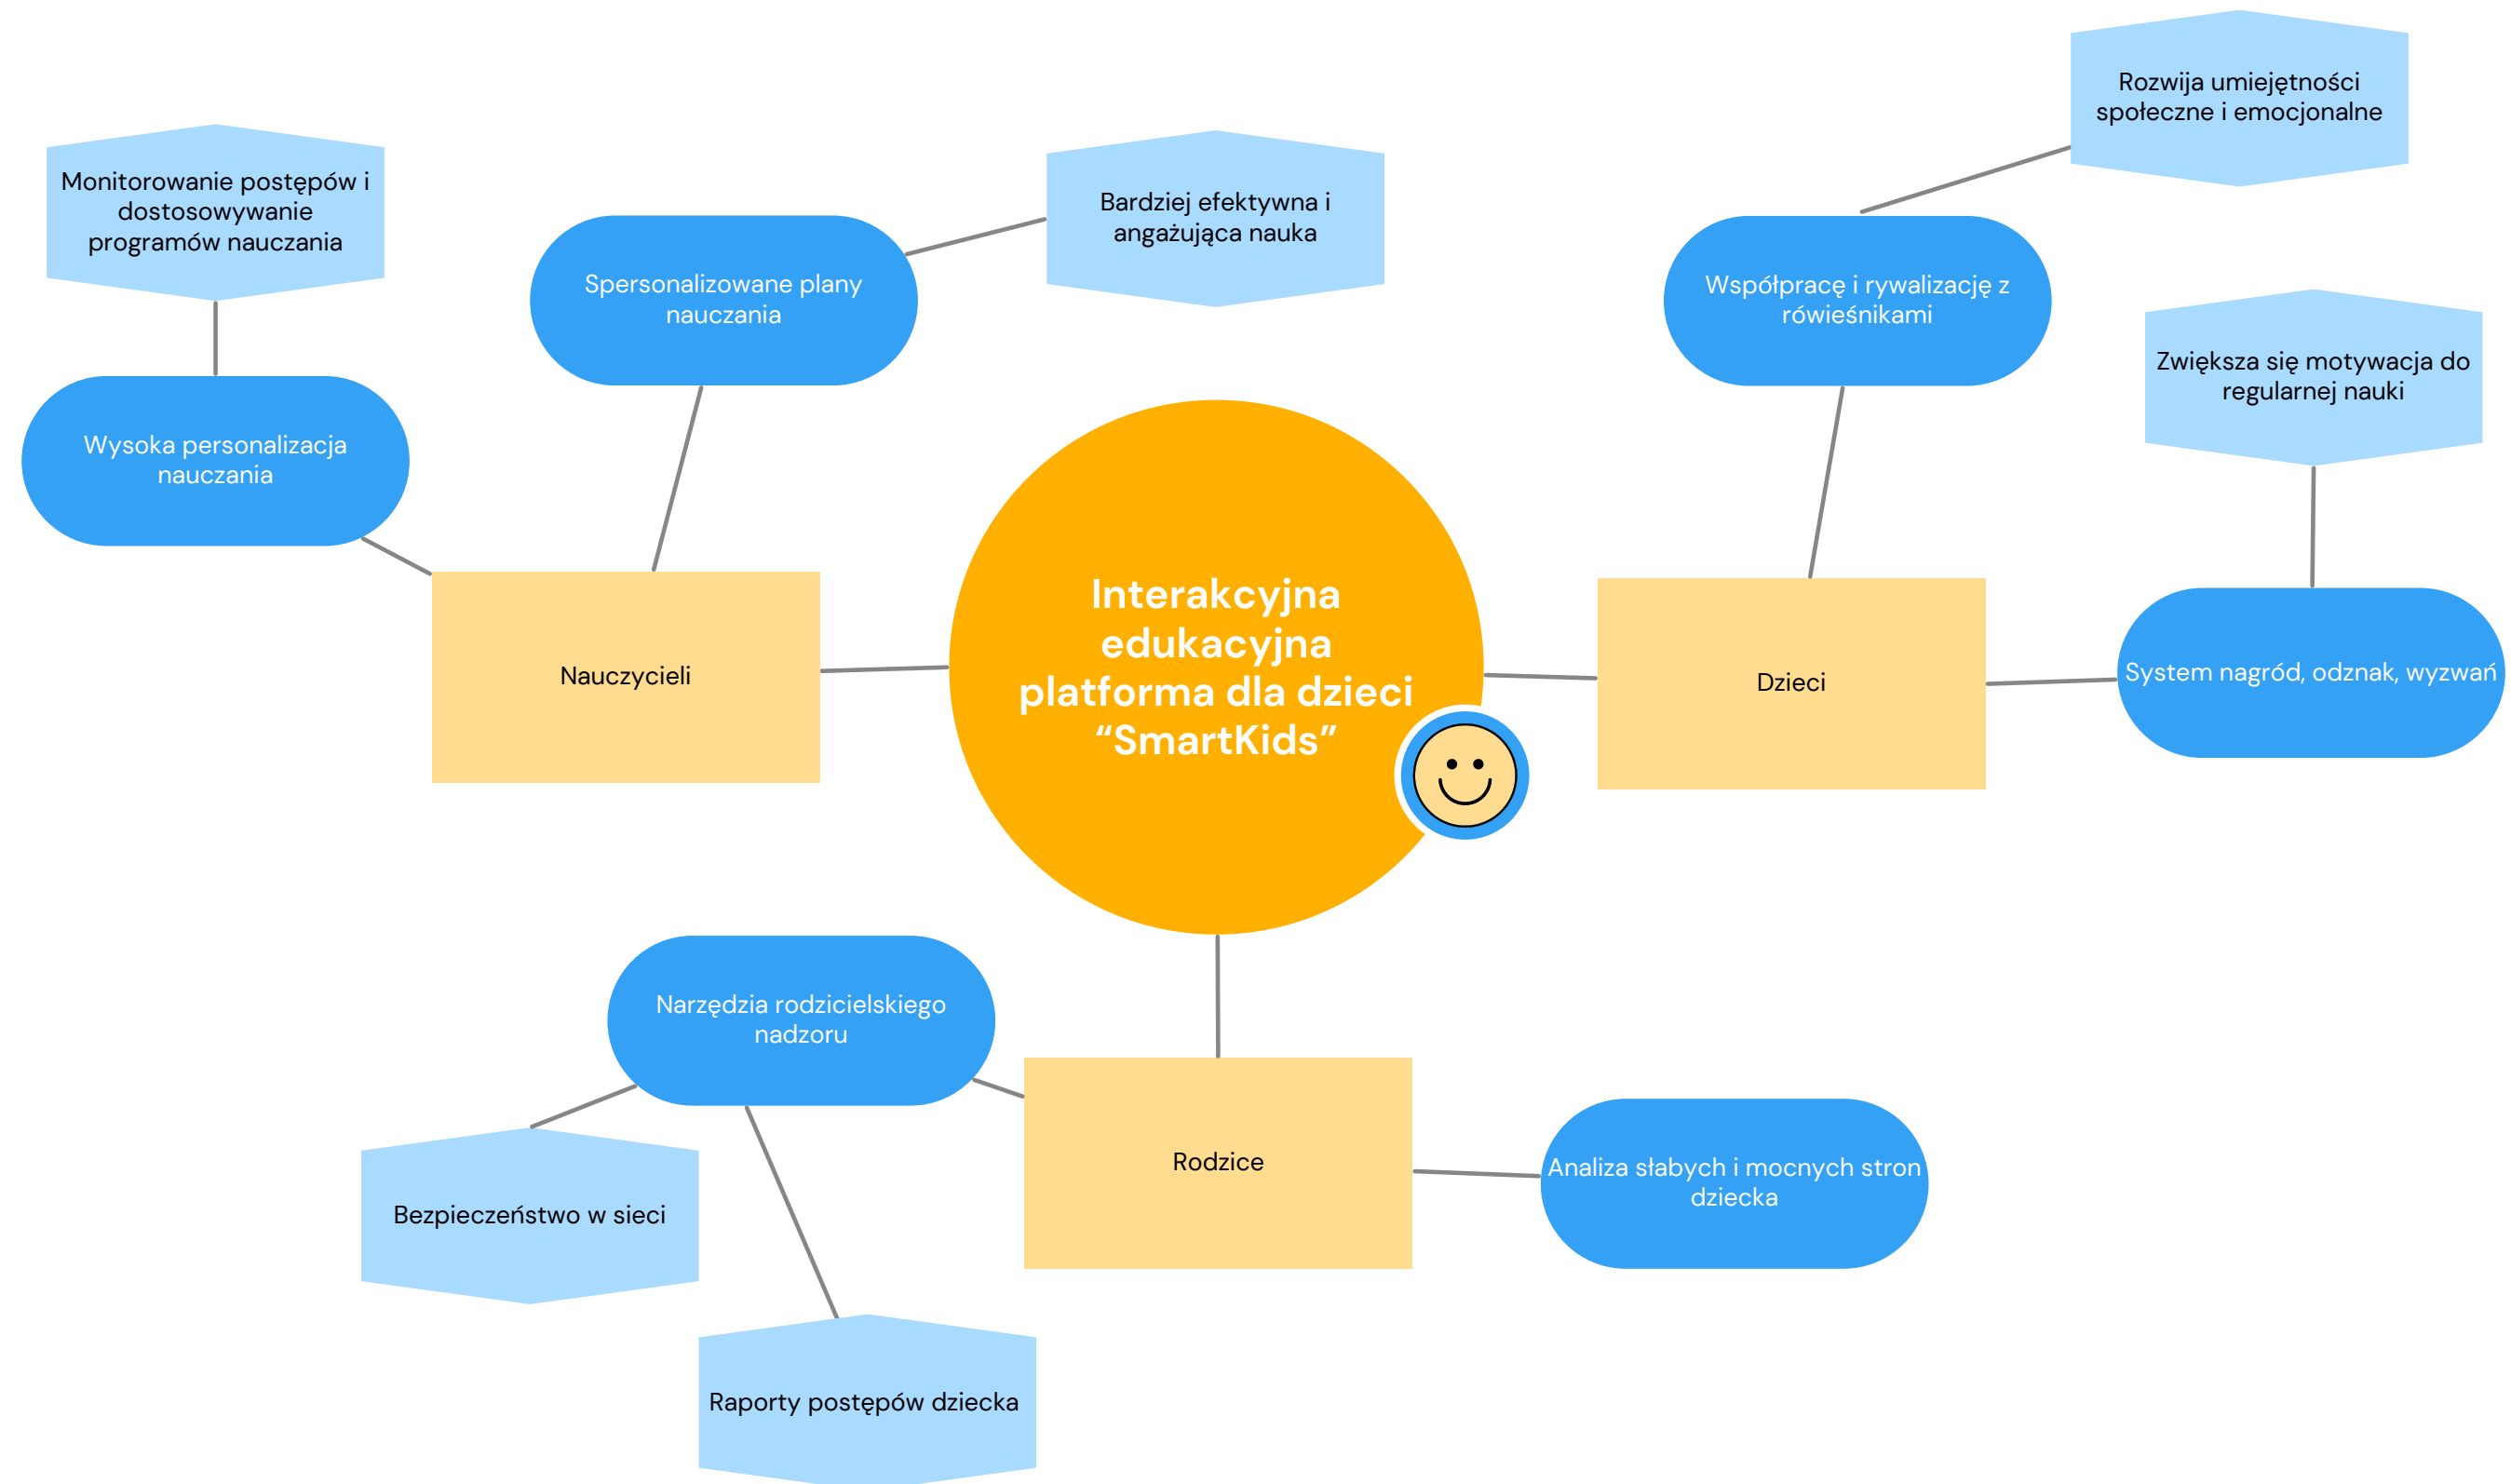 Rozwija umiejętności
społeczne i emocjonalne
Monitorowanie postępów i
dostosowywanie
programów nauczania
Bardziej efektywna i
angażująca nauka
Spersonalizowane plany
nauczania
Współpracę i rywalizację z
rówieśnikami
Zwiększa się motywacja do
regularnej nauki
Wysoka personalizacja
nauczania
Interakcyjna
edukacyjna
platforma dla dzieci
“SmartKids”
Nauczycieli
Dzieci
System nagród, odznak, wyzwań
Narzędzia rodzicielskiego
nadzoru
Rodzice
Analiza słabych i mocnych stron
dziecka
Bezpieczeństwo w sieci
Raporty postępów dziecka